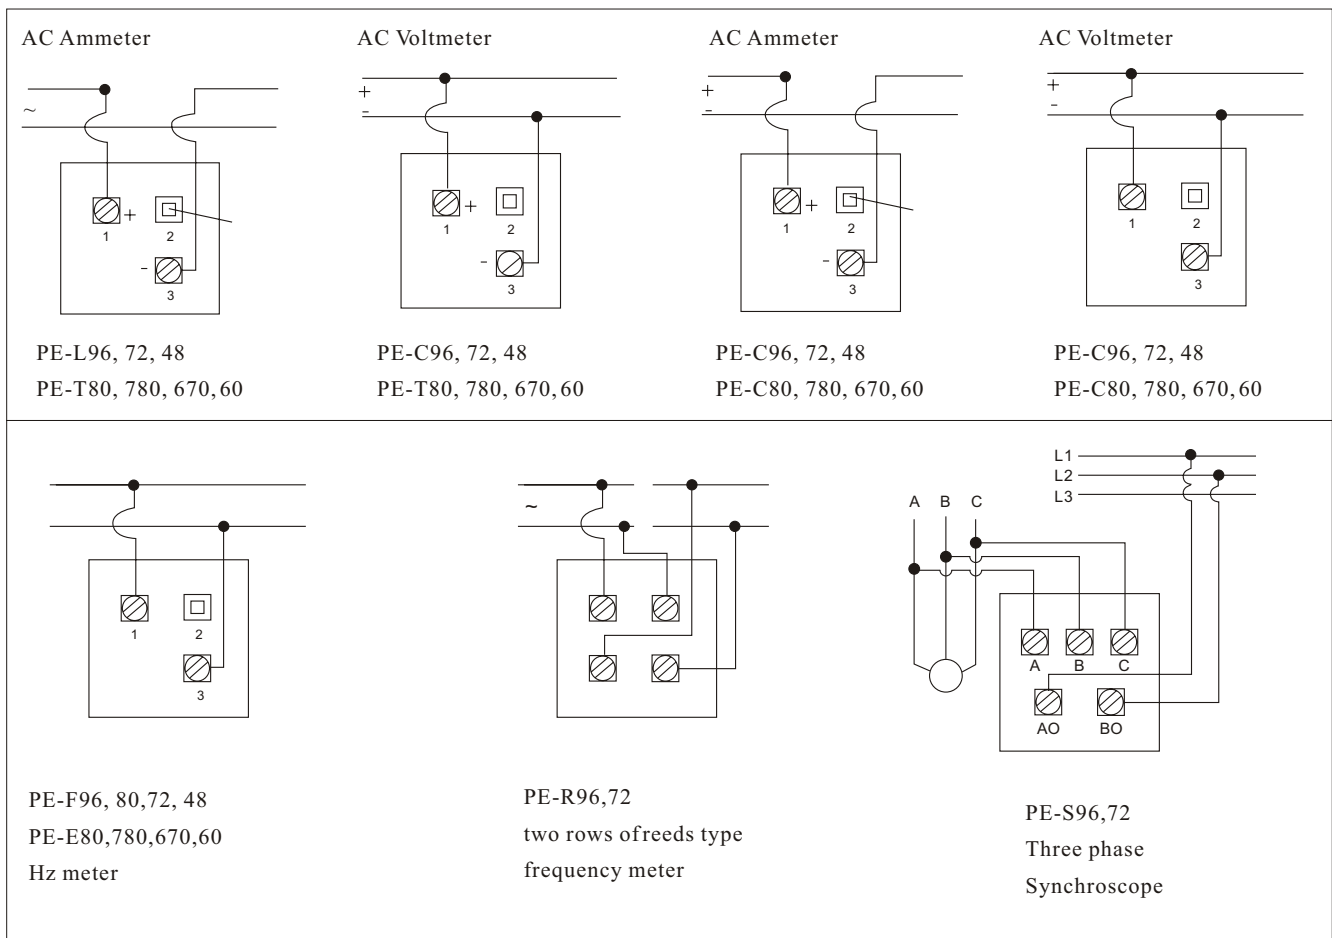 AC Ammeter
AC Voltmeter
AC Ammeter
AC Voltmeter
~
+
-
+
-
+
-
+
1
2
-
3
+
1
2
-
3
+
1
2
-
3
1
2
3
PE-L96, 72, 48
PE-T80, 780, 670,60
PE-C96, 72, 48
PE-T80, 780, 670,60
PE-C96, 72, 48
PE-C80, 780, 670,60
PE-C96, 72, 48
PE-C80, 780, 670,60
1
2
3
~
L1
L2
L3
A B C
A B C
AO BO
PE-F96, 80,72, 48
PE-E80,780,670,60
Hz meter
PE-R96,72
two rows of reeds type
frequency meter
PE-S96,72
Three phase
Synchroscope